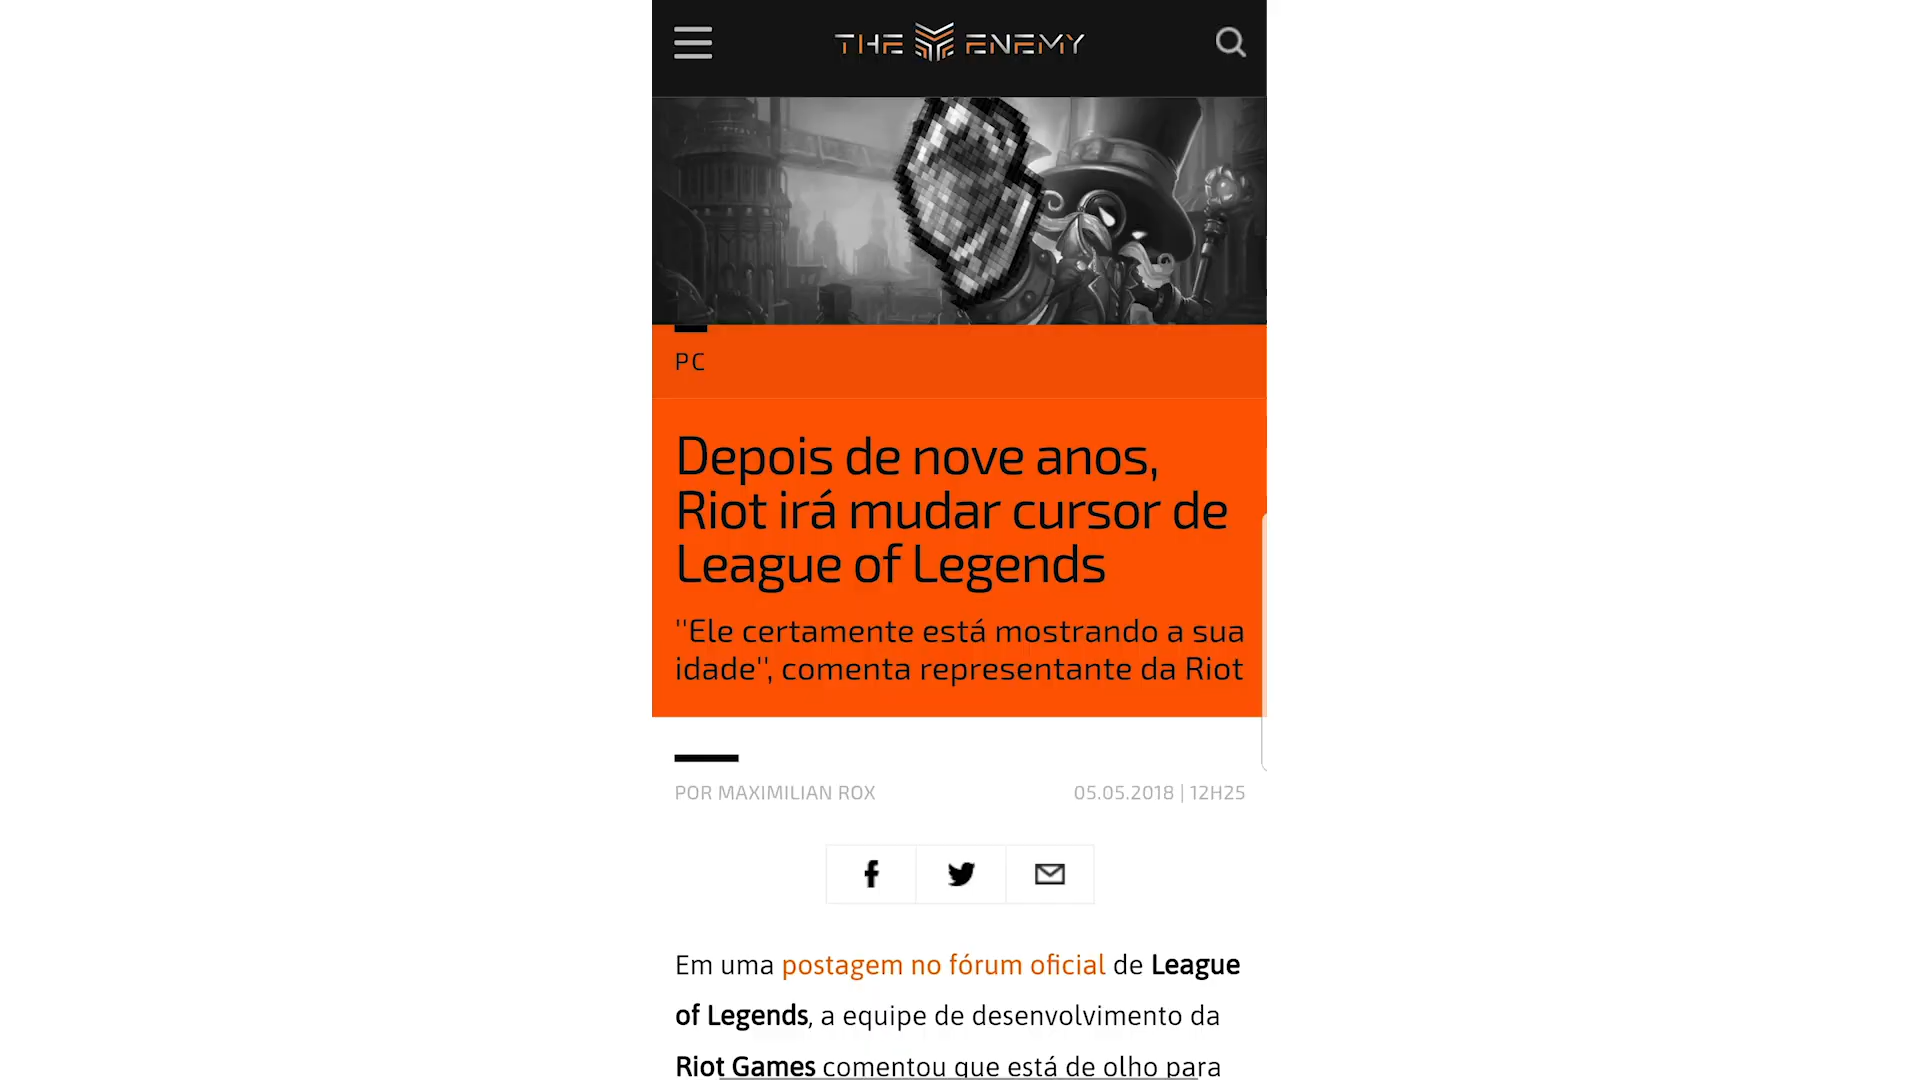 THE ENEMY
PC
Depois de nove anos,
Riot irá mudar cursor de
League of Legends
''Ele certamente está mostrando a sua
idade'', comenta representante da Riot
POR MAXIMILIAN ROX
05.05.2018 | 12H25
Em uma postagem no fórum oficial de League
of Legends, a equipe de desenvolvimento da
Riot Games comentou que está de olho para